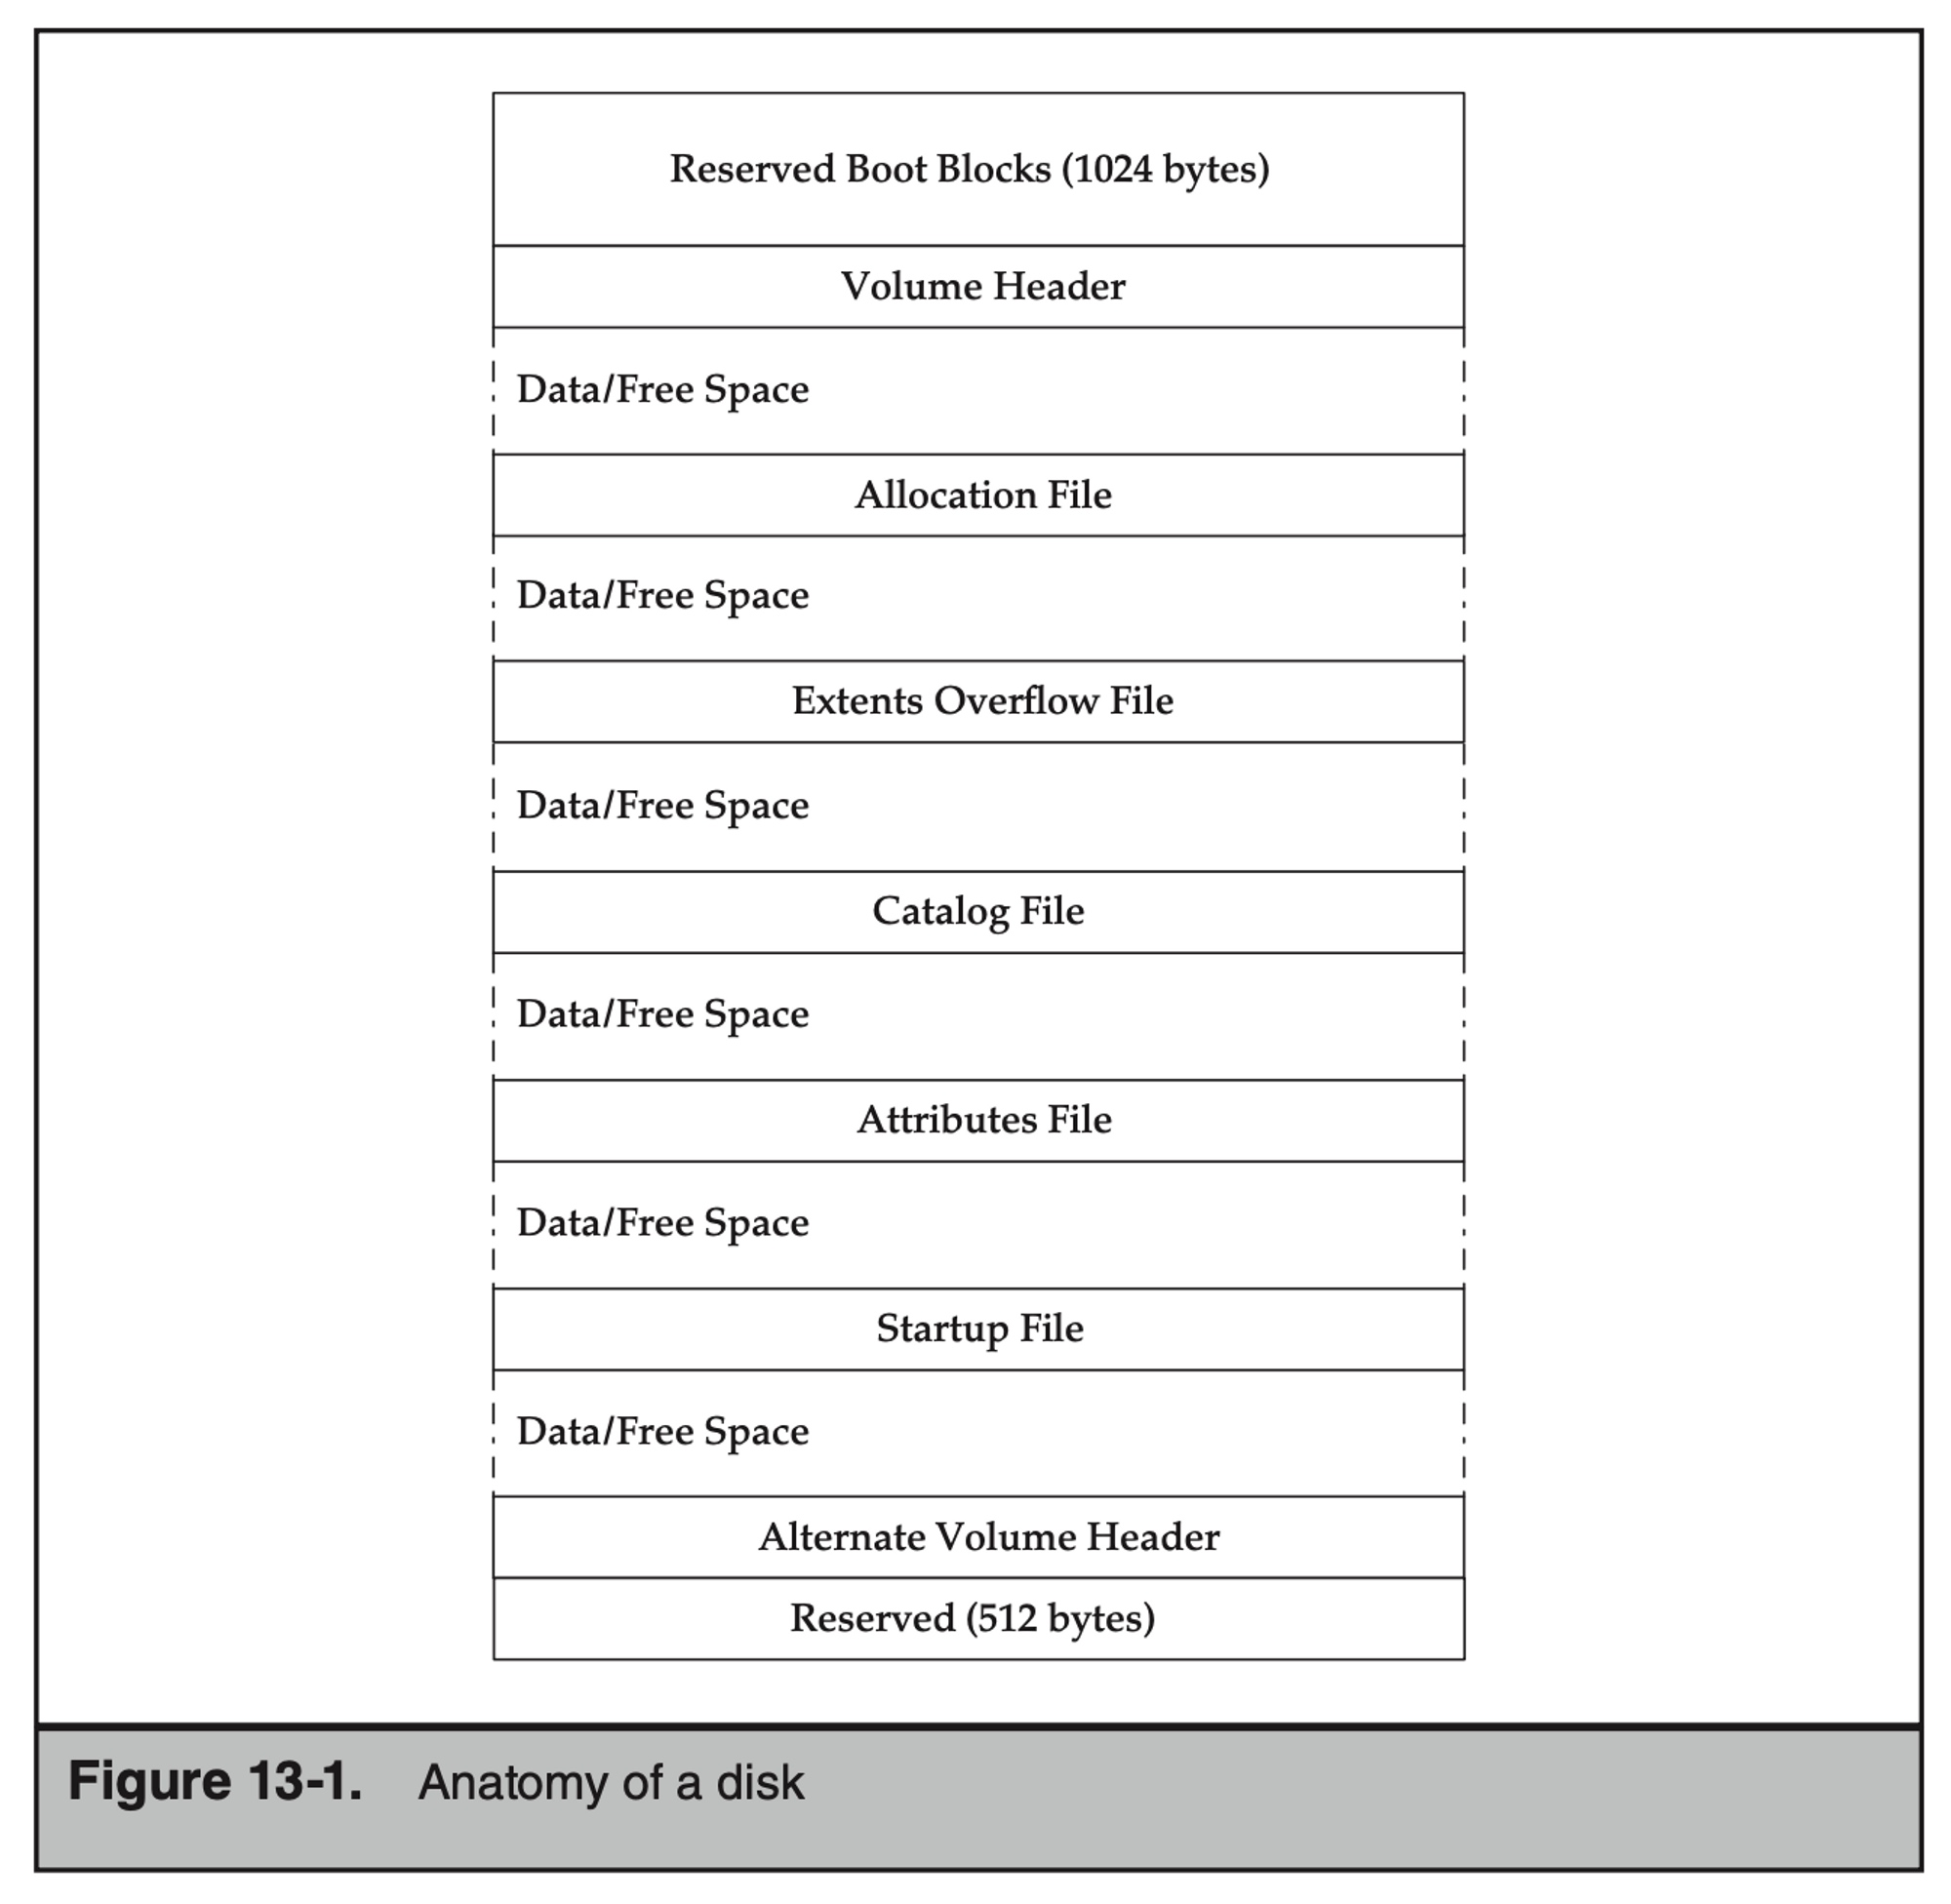 Reserved Boot Blocks (1024 bytes)
Volume Header
Data/Free Space
Allocation File
Data/Free Space
Extents Overflow File
Data/Free Space
Catalog File
Data/Free Space
Attributes File
Data/Free Space
Startup File
Data/Free Space
Alternate Volume Header
Reserved (512 bytes)
Figure 13-1. Anatomy of a disk